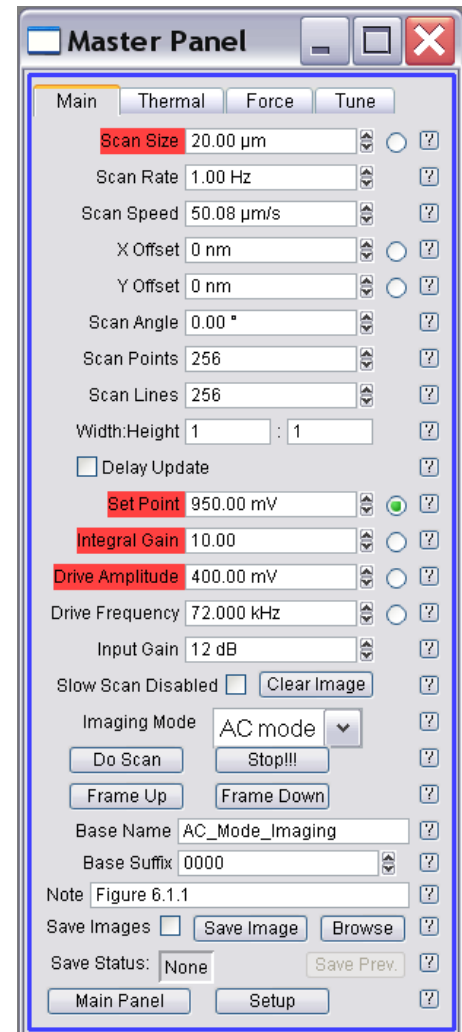 Master Panel
Main Thermal Force Tune
Scan Size 20.00 µm ?
Scan Rate 1.00 Hz ?
Scan Speed 50.08 µm/s ?
X Offset 0 nm ?
Y Offset 0 nm ?
Scan Angle 0.00 ° ?
Scan Points 256 ?
Scan Lines 256 ?
Width:Height 1 : 1 ?
Delay Update ?
Set Point 950.00 mV ?
Integral Gain 10.00 ?
Drive Amplitude 400.00 mV ?
Drive Frequency 72.000 kHz ?
Input Gain 12 dB ?
Slow Scan Disabled Clear Image ?
Imaging Mode AC mode ?
Do Scan Stop!!! ?
Frame Up Frame Down ?
Base Name AC_Mode_Imaging ?
Base Suffix 0000 ?
Note Figure 6.1.1 ?
Save Images Save Image Browse ?
Save Status: None Save Prev. ?
Main Panel Setup ?